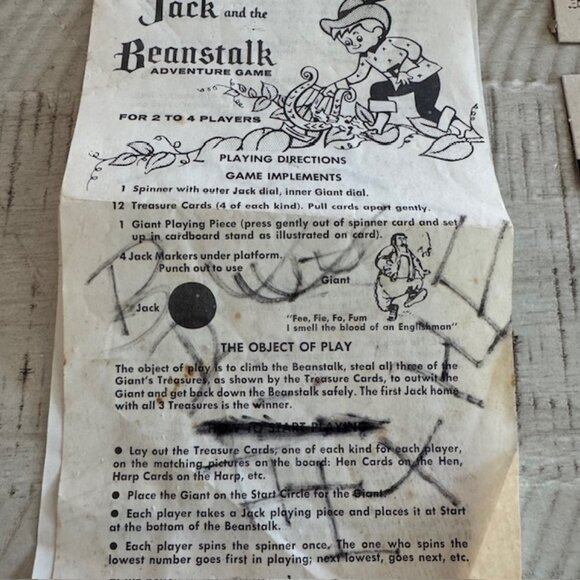 Jack and the
Beanstalk
ADVENTURE GAME
FOR 2 TO 4 PLAYERS
PLAYING DIRECTIONS
GAME IMPLEMENTS
1 Spinner with outer Jack dial, inner Giant dial.
12 Treasure Cards (4 of each kind). Pull cards apart gently.
1 Giant Playing Piece (press gently out of spinner card and set
up in cardboard stand as illustrated on card).
4 Jack Markers under platform.
Punch out to use
Giant
Jack
"Fee, Fie, Fo, Fum
I smell the blood of an Englishman"
THE OBJECT OF PLAY
The object of play is to climb the Beanstalk, steal all three of
the Giant's Treasures, as shown by the Treasure Cards, to outwit the
Giant and get back down the Beanstalk safely. The first Jack home
with all 3 Treasures is the winner.
TO START PLAYING
• Lay out the Treasure Cards, one of each kind for each player,
on the matching pictures on the board: Hen Cards on the Hen,
Harp Cards on the Harp, etc.
• Place the Giant on the Start Circle for the Giant.
• Each player takes a Jack playing piece and places it at Start
at the bottom of the Beanstalk.
• Each player spins the spinner once. The one who spins the
lowest number goes first in playing; next lowest, goes next, etc.